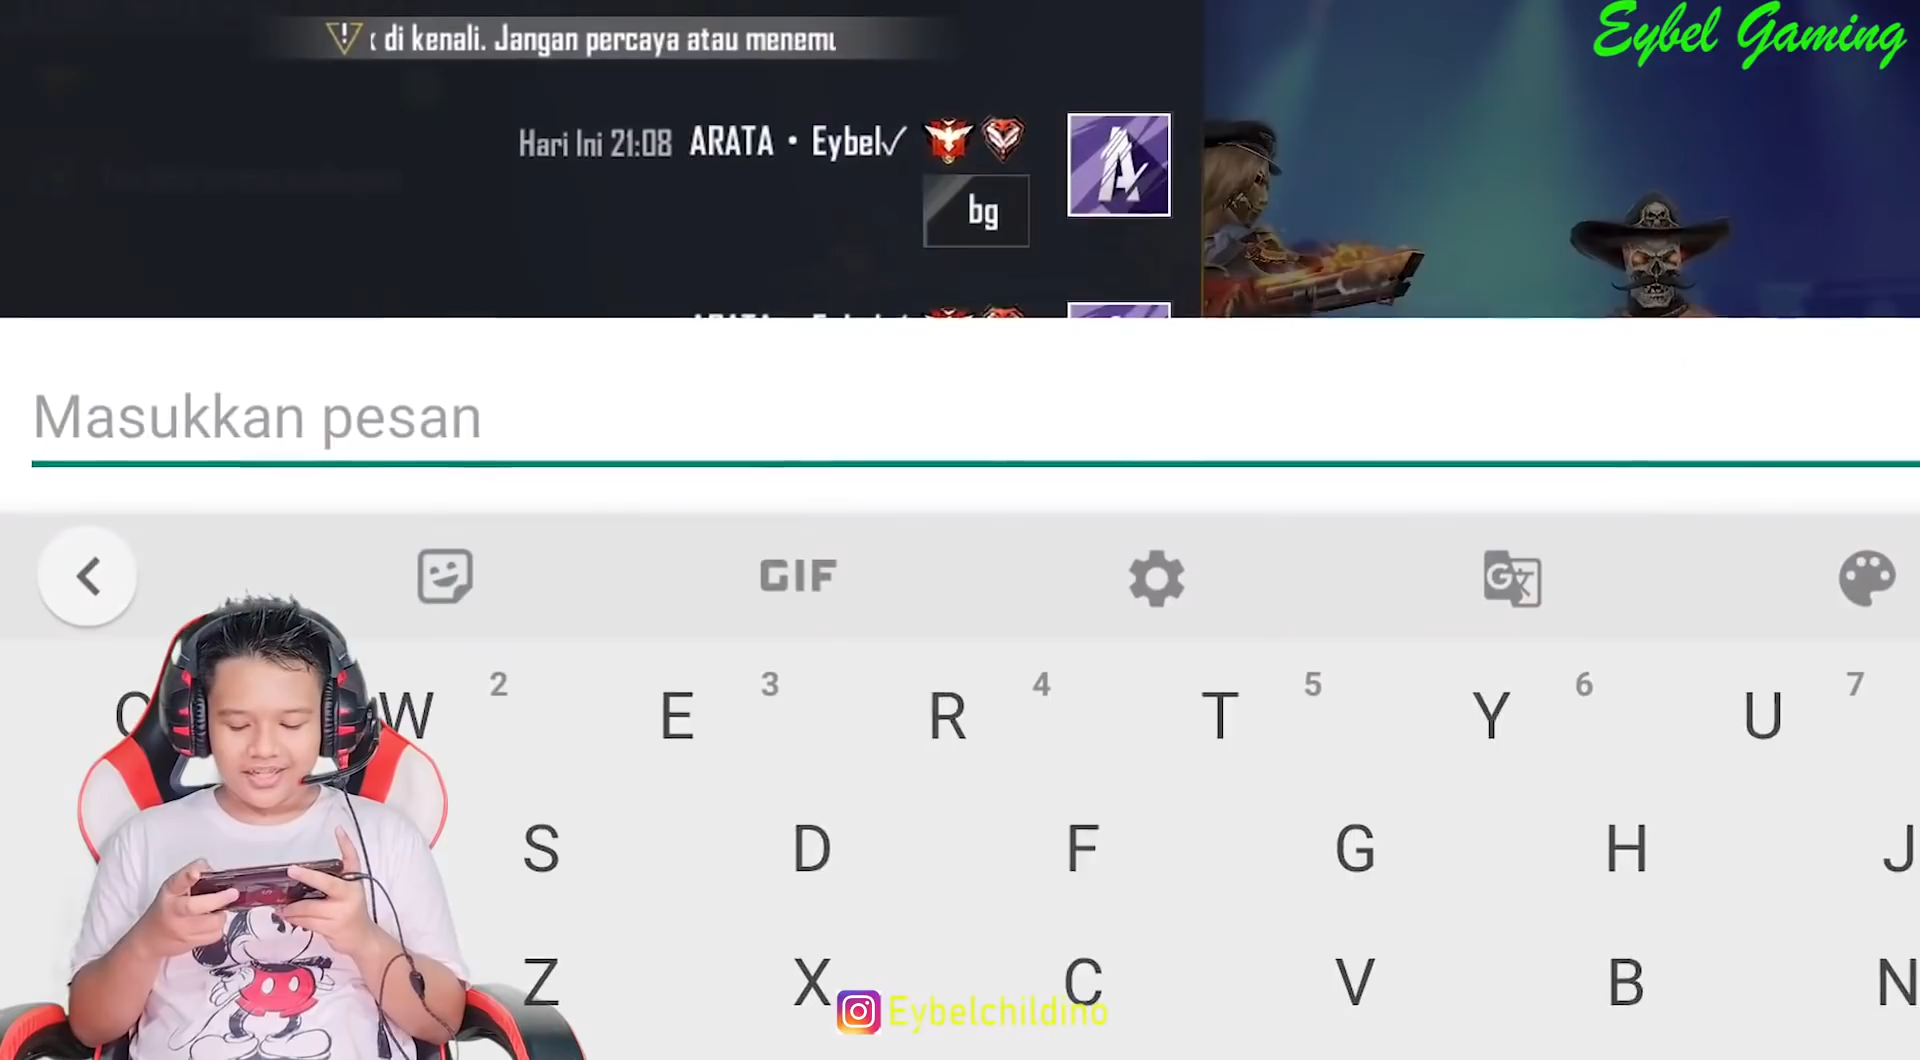 k di kenali. Jangan percaya atau menemu
Eybel Gaming
Hari Ini 21:08 ARATA • Eybel✓
bg
Masukkan pesan
GIF
W 2 E 3 R 4 T 5 Y 6 U 7
S D F G H J
Z X C V B N
Eybelchildino